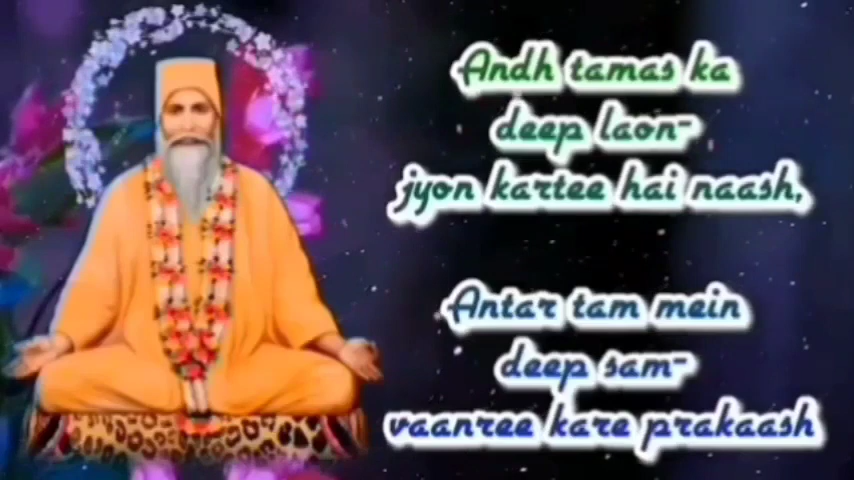 Andh tamas ka
deep laon-
jyon kartee hai naash,
Antar tam mein
deep sam-
vaanree kare prakaash